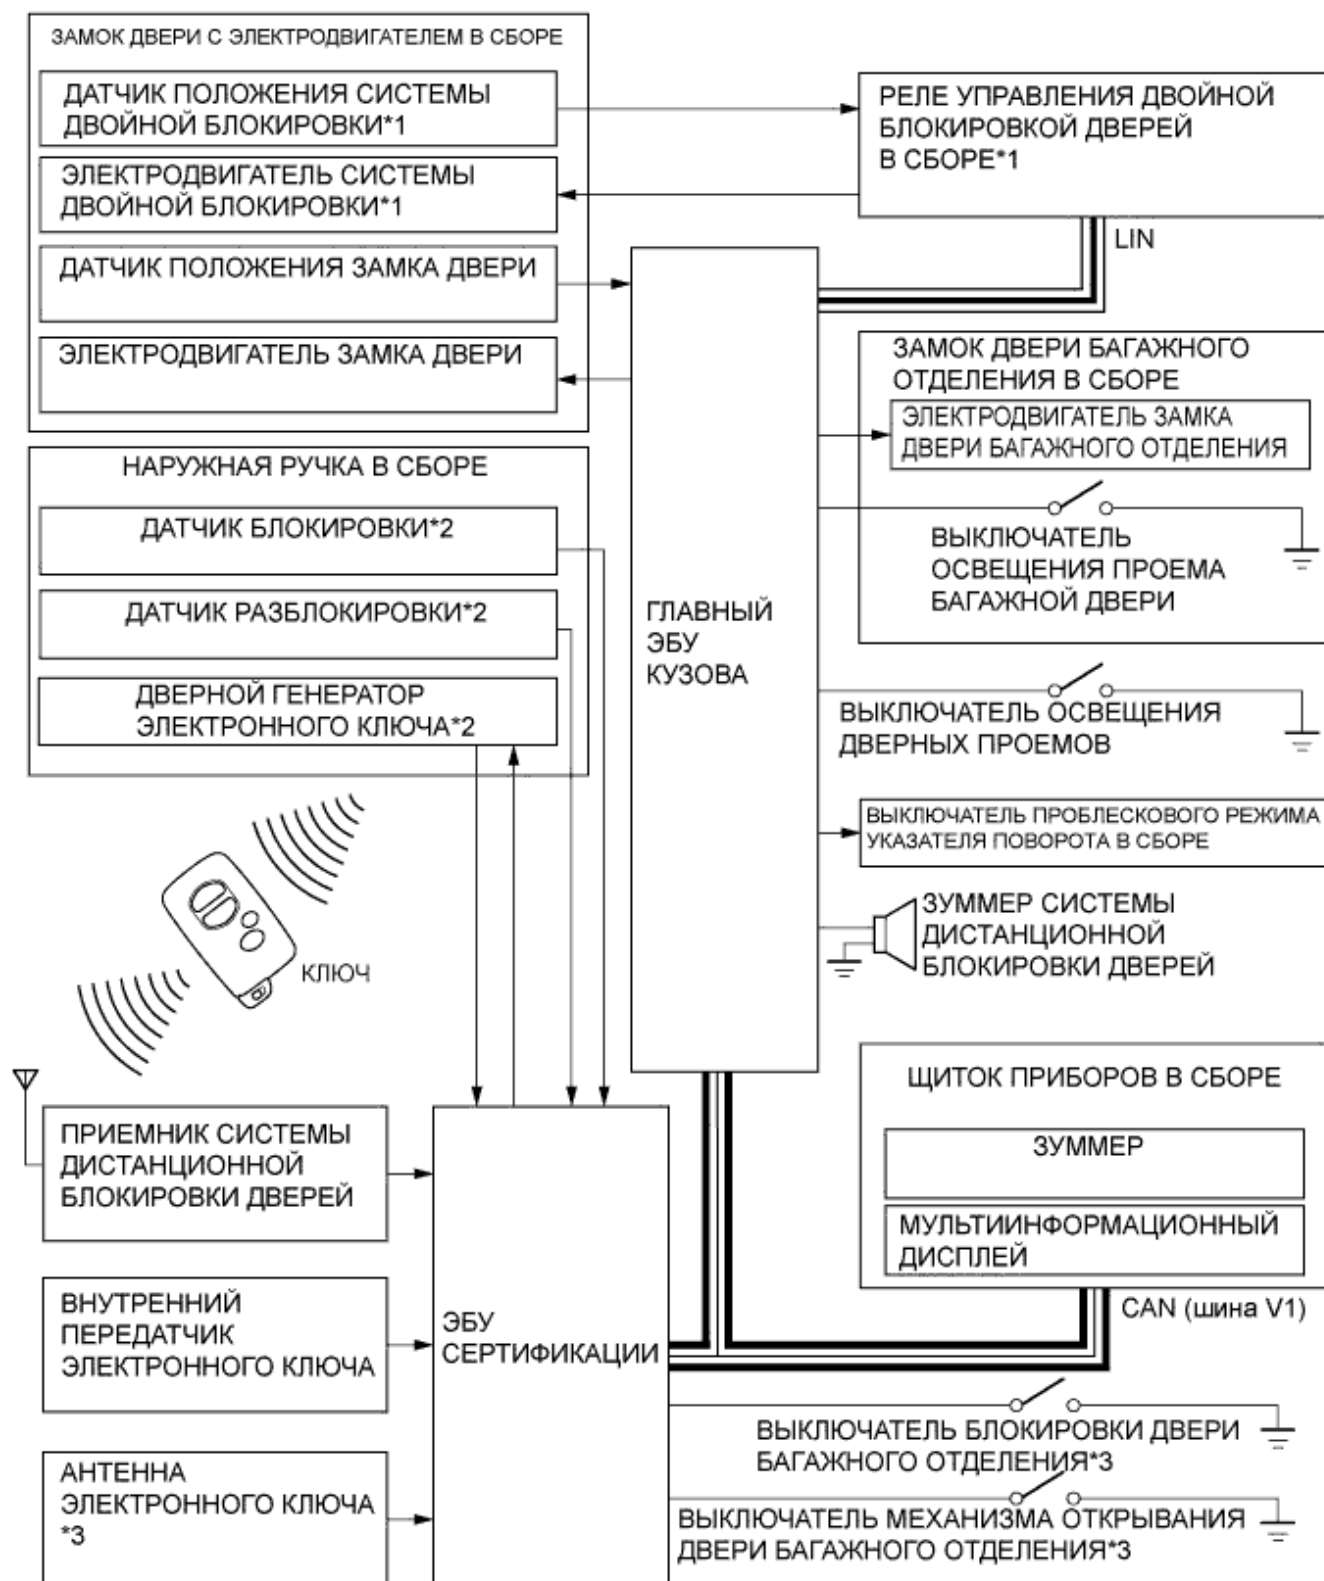 ЗАМОК ДВЕРИ С ЭЛЕКТРОДВИГАТЕЛЕМ В СБОРЕ
ДАТЧИК ПОЛОЖЕНИЯ СИСТЕМЫ
ДВОЙНОЙ БЛОКИРОВКИ*1
ЭЛЕКТРОДВИГАТЕЛЬ СИСТЕМЫ
ДВОЙНОЙ БЛОКИРОВКИ*1
ДАТЧИК ПОЛОЖЕНИЯ ЗАМКА ДВЕРИ
ЭЛЕКТРОДВИГАТЕЛЬ ЗАМКА ДВЕРИ
РЕЛЕ УПРАВЛЕНИЯ ДВОЙНОЙ
БЛОКИРОВКОЙ ДВЕРЕЙ
В СБОРЕ*1
LIN
ЗАМОК ДВЕРИ БАГАЖНОГО
ОТДЕЛЕНИЯ В СБОРЕ
ЭЛЕКТРОДВИГАТЕЛЬ ЗАМКА
ДВЕРИ БАГАЖНОГО ОТДЕЛЕНИЯ
ВЫКЛЮЧАТЕЛЬ
ОСВЕЩЕНИЯ ПРОЕМА
БАГАЖНОЙ ДВЕРИ
НАРУЖНАЯ РУЧКА В СБОРЕ
ДАТЧИК БЛОКИРОВКИ*2
ДАТЧИК РАЗБЛОКИРОВКИ*2
ДВЕРНОЙ ГЕНЕРАТОР
ЭЛЕКТРОННОГО КЛЮЧА*2
ГЛАВНЫЙ
ЭБУ
КУЗОВА
ВЫКЛЮЧАТЕЛЬ ОСВЕЩЕНИЯ
ДВЕРНЫХ ПРОЕМОВ
ВЫКЛЮЧАТЕЛЬ ПРОБЛЕСКОВОГО РЕЖИМА
УКАЗАТЕЛЯ ПОВОРОТА В СБОРЕ
ЗУММЕР СИСТЕМЫ
ДИСТАНЦИОННОЙ
БЛОКИРОВКИ ДВЕРЕЙ
КЛЮЧ
ЩИТОК ПРИБОРОВ В СБОРЕ
ЗУММЕР
МУЛЬТИИНФОРМАЦИОННЫЙ
ДИСПЛЕЙ
CAN (шина V1)
ПРИЕМНИК СИСТЕМЫ
ДИСТАНЦИОННОЙ
БЛОКИРОВКИ ДВЕРЕЙ
ВНУТРЕННИЙ
ПЕРЕДАТЧИК
ЭЛЕКТРОННОГО КЛЮЧА
АНТЕННА
ЭЛЕКТРОННОГО КЛЮЧА
*3
ЭБУ
СЕРТИФИКАЦИИ
ВЫКЛЮЧАТЕЛЬ БЛОКИРОВКИ ДВЕРИ
БАГАЖНОГО ОТДЕЛЕНИЯ*3
ВЫКЛЮЧАТЕЛЬ МЕХАНИЗМА ОТКРЫВАНИЯ
ДВЕРИ БАГАЖНОГО ОТДЕЛЕНИЯ*3